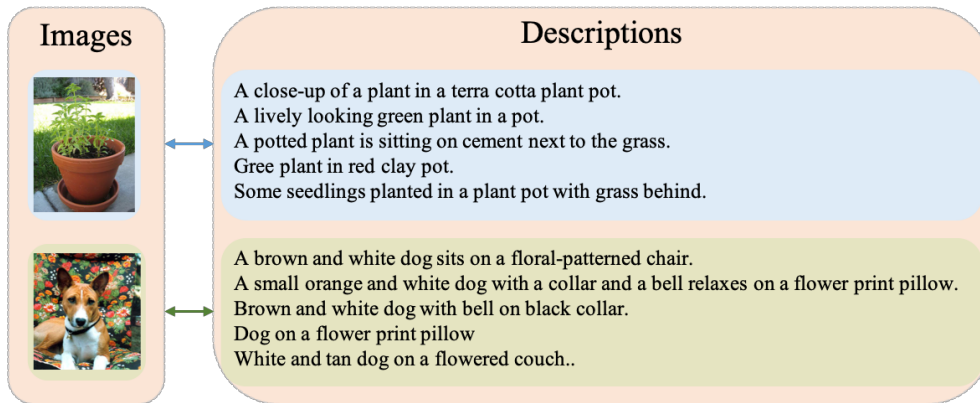 Images
Descriptions
A close-up of a plant in a terra cotta plant pot.
A lively looking green plant in a pot.
A potted plant is sitting on cement next to the grass.
Gree plant in red clay pot.
Some seedlings planted in a plant pot with grass behind.
A brown and white dog sits on a floral-patterned chair.
A small orange and white dog with a collar and a bell relaxes on a flower print pillow.
Brown and white dog with bell on black collar.
Dog on a flower print pillow
White and tan dog on a flowered couch..